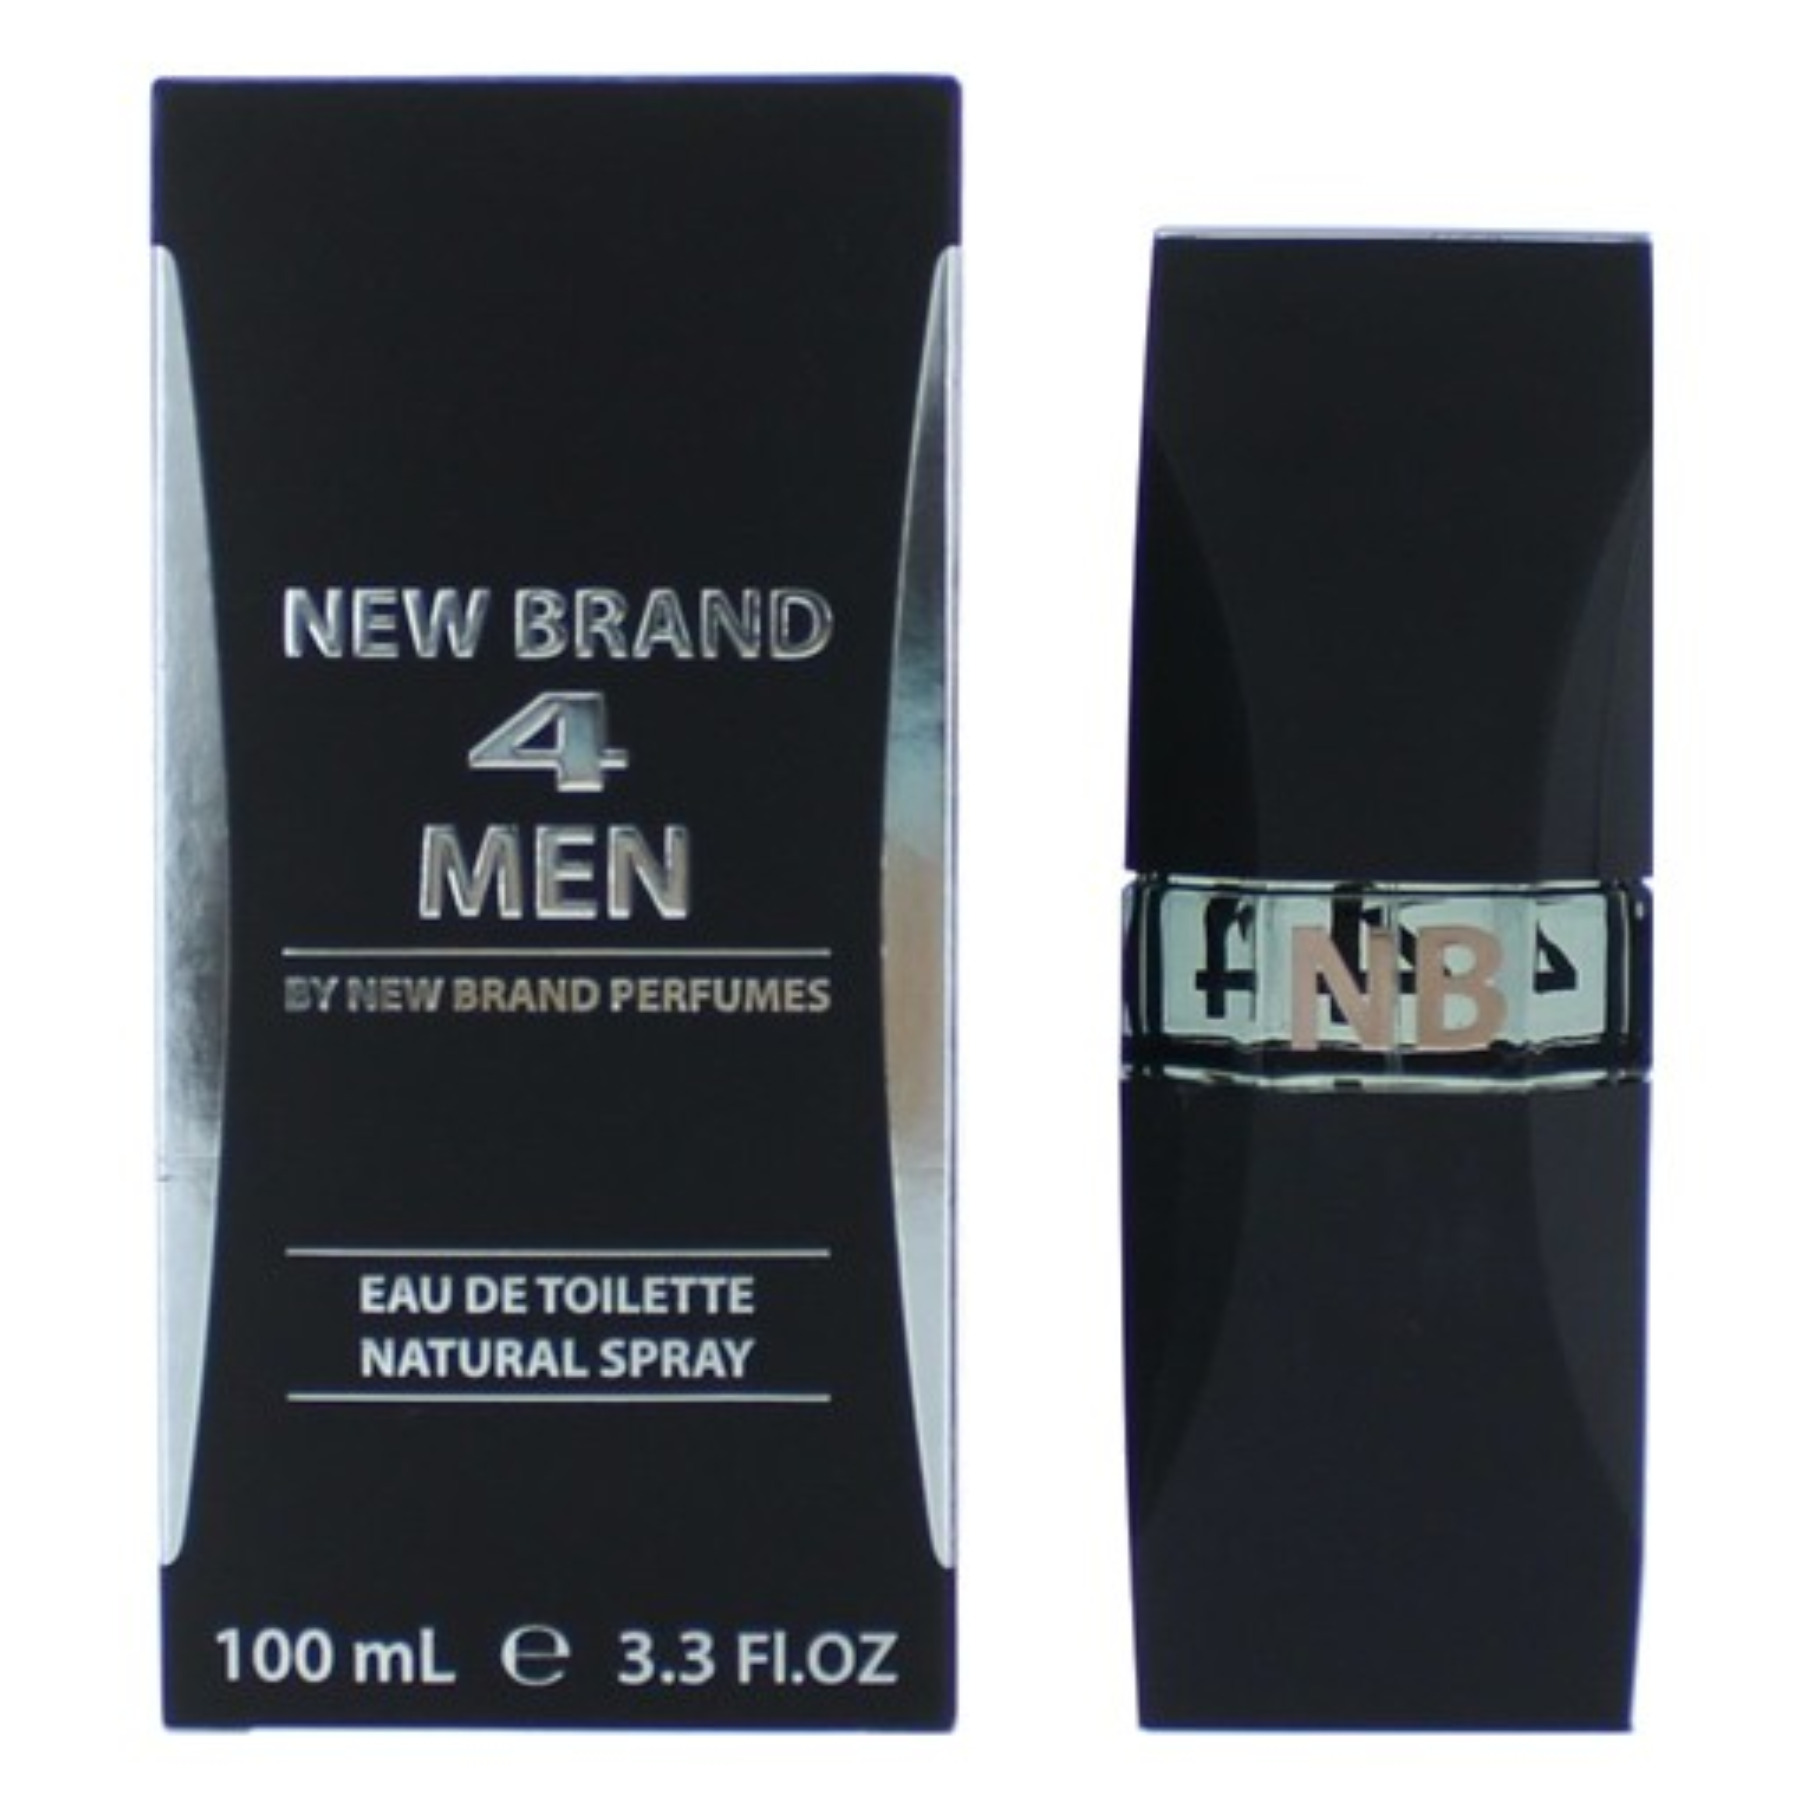 NEW BRAND
4
MEN
BY NEW BRAND PERFUMES
EAU DE TOILETTE
NATURAL SPRAY
100 mL e 3.3 Fl.OZ
NB